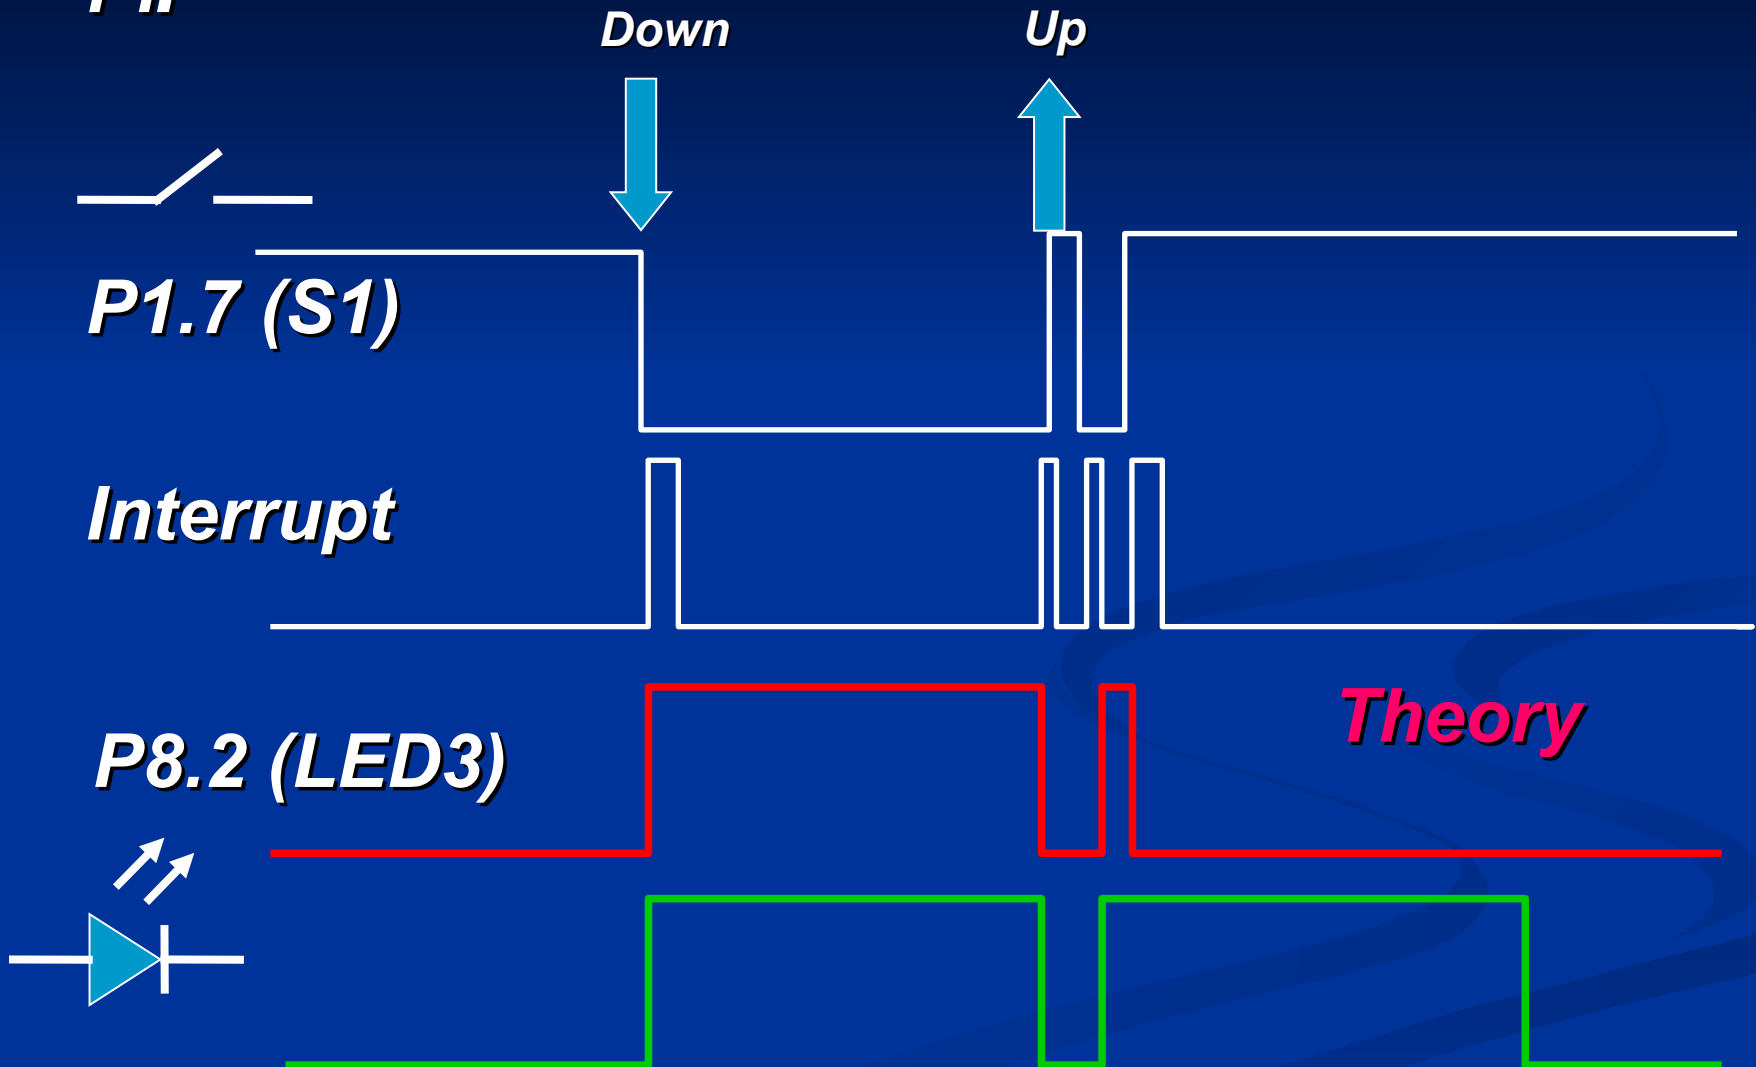 Down Up
P1.7 (S1)
Interrupt
Theory
P8.2 (LED3)